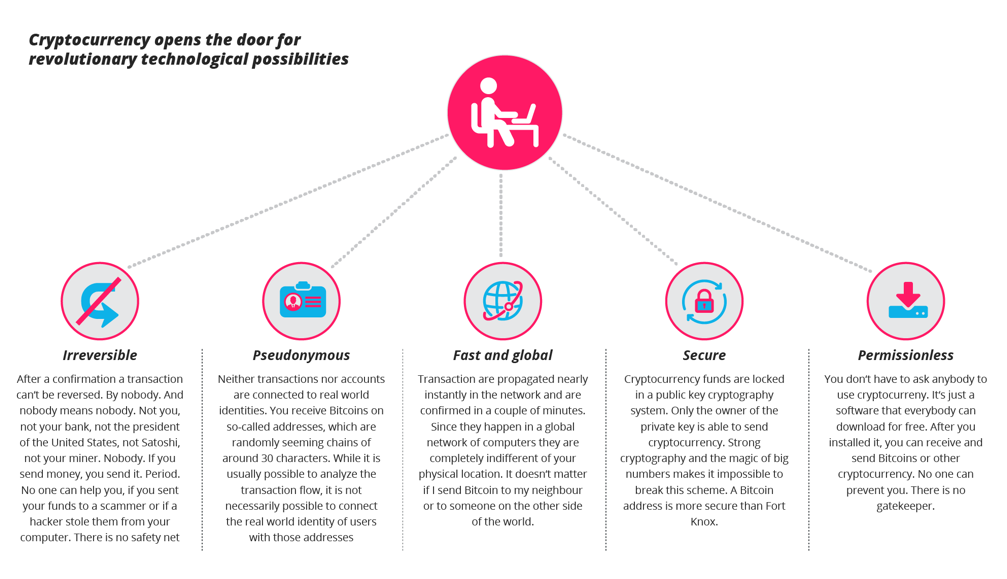 Cryptocurrency opens the door for
revolutionary technological possibilities
Irreversible
After a confirmation a transaction
can't be reversed. By nobody. And
nobody means nobody. Not you,
not your bank, not the president
of the United States, not Satoshi,
not your miner. Nobody. If you
send money, you send it. Period.
No one can help you, if you sent
your funds to a scammer or if a
hacker stole them from your
computer. There is no safety net
Pseudonymous
Neither transactions nor accounts
are connected to real world
identities. You receive Bitcoins on
so-called addresses, which are
randomly seeming chains of
around 30 characters. While it is
usually possible to analyze the
transaction flow, it is not
necessarily possible to connect
the real world identity of users
with those addresses
Fast and global
Transaction are propagated nearly
instantly in the network and are
confirmed in a couple of minutes.
Since they happen in a global
network of computers they are
completely indifferent of your
physical location. It doesn't matter
if I send Bitcoin to my neighbour
or to someone on the other side
of the world.
Secure
Cryptocurrency funds are locked
in a public key cryptography
system. Only the owner of the
private key is able to send
cryptocurrency. Strong
cryptography and the magic of big
numbers makes it impossible to
break this scheme. A Bitcoin
address is more secure than Fort
Knox.
Permissionless
You don't have to ask anybody to
use cryptocurreny. It's just a
software that everybody can
download for free. After you
installed it, you can receive and
send Bitcoins or other
cryptocurrency. No one can
prevent you. There is no
gatekeeper.